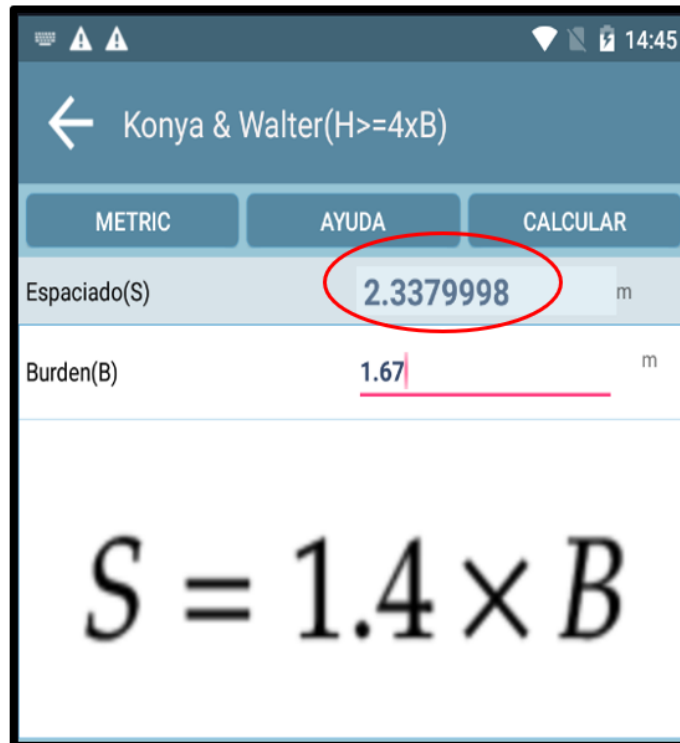 14:45
Konya & Walter(H>=4xB)
METRIC AYUDA CALCULAR
Espaciado(S) 2.3379998 m
Burden(B) 1.67 m
S = 1.4 × B